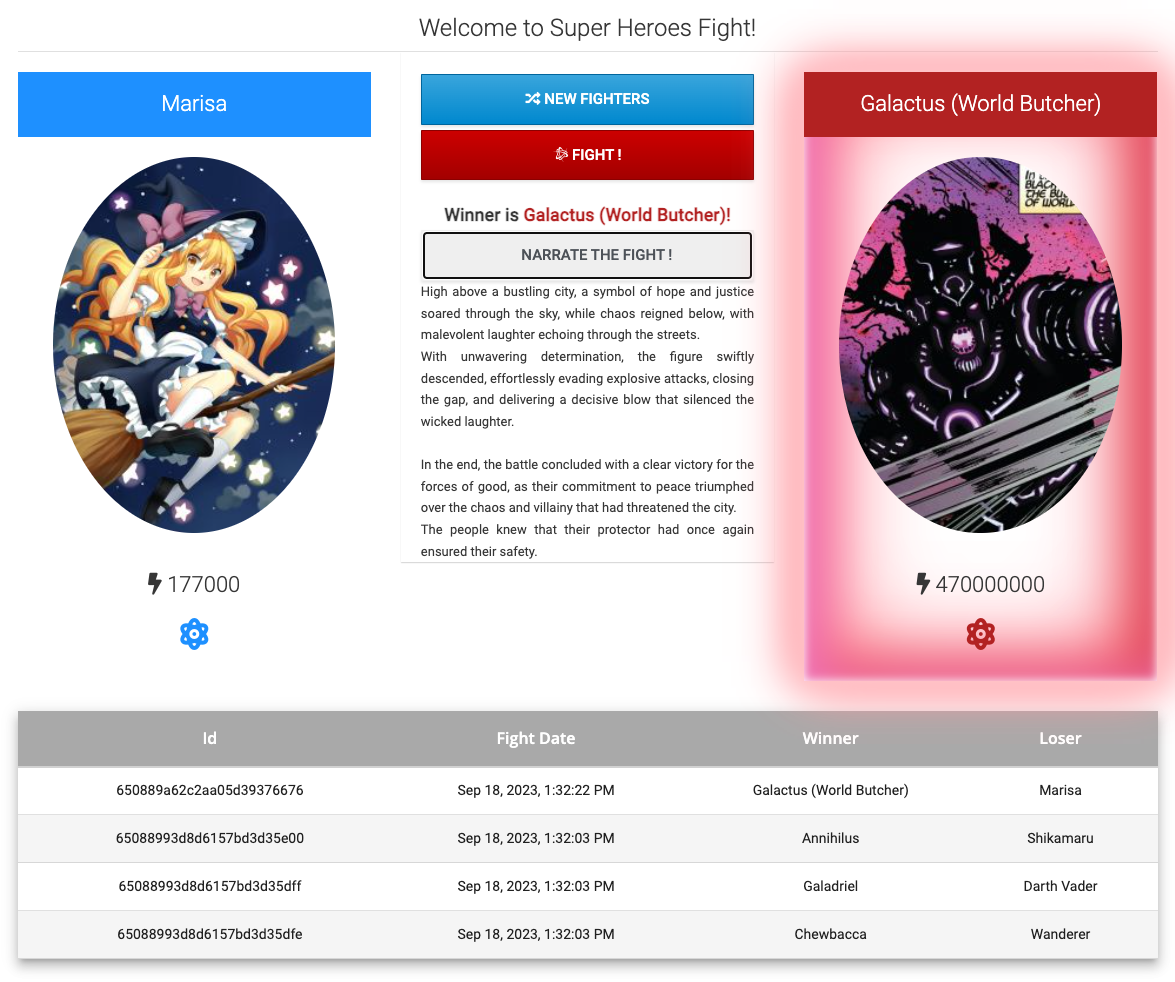 Welcome to Super Heroes Fight!
Marisa
177000
NEW FIGHTERS
FIGHT !
Winner is Galactus (World Butcher)!
NARRATE THE FIGHT !
High above a bustling city, a symbol of hope and justice
soared through the sky, while chaos reigned below, with
malevolent laughter echoing through the streets.
With unwavering determination, the figure swiftly
descended, effortlessly evading explosive attacks, closing
the gap, and delivering a decisive blow that silenced the
wicked laughter.
In the end, the battle concluded with a clear victory for the
forces of good, as their commitment to peace triumphed
over the chaos and villainy that had threatened the city.
The people knew that their protector had once again
ensured their safety.
Galactus (World Butcher)
THE
OF
470000000
Id Fight Date Winner Loser
650889a62c2aa05d39376676 Sep 18, 2023, 1:32:22 PM Galactus (World Butcher) Marisa
65088993d8d6157bd3d35e00 Sep 18, 2023, 1:32:03 PM Annihilus Shikamaru
65088993d8d6157bd3d35dff Sep 18, 2023, 1:32:03 PM Galadriel Darth Vader
65088993d8d6157bd3d35dfe Sep 18, 2023, 1:32:03 PM Chewbacca Wanderer